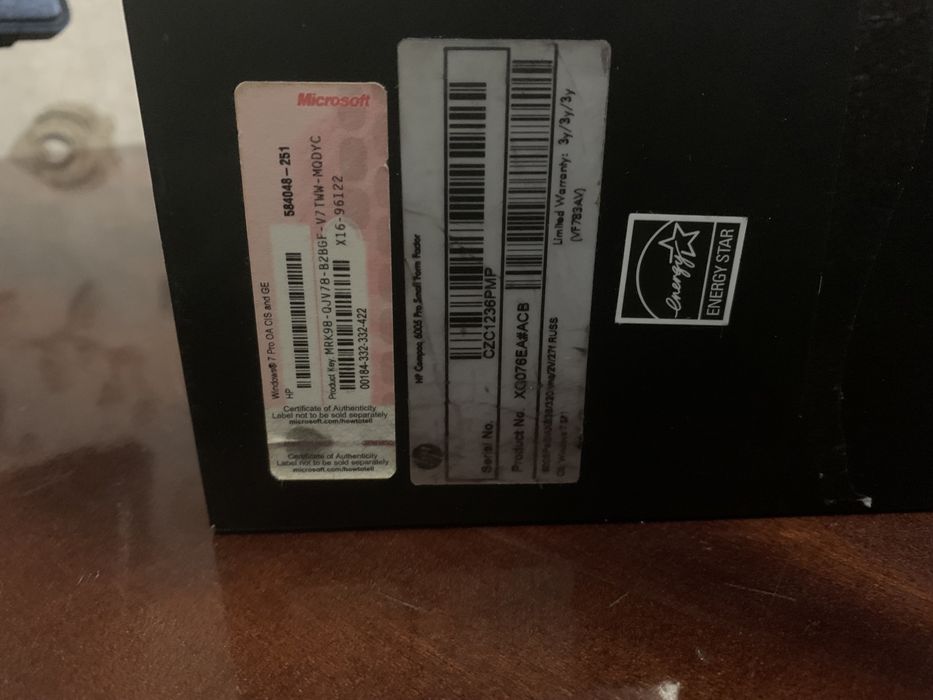 Microsoft
584048-251
Windows® 7 Pro OA CIS and GE
HP
Product Key: MRK98-QJV78-B2BGF-V7TWW-MQDYC
X16-96122
00184-332-332-422
Certificate of Authenticity
Label not to be sold separately
microsoft.com/howtotell
Certificate of Authenticity
Label not to be sold separately
microsoft.com/howtotell
hp
HP Compaq 6005 Pro Small Form Factor
Serial No. CZC1236PMP
Product No. XG076EA#ACB
RUSS
Limited Warranty: 3y/3y/3y
(VF783AV)
energy
ENERGY STAR